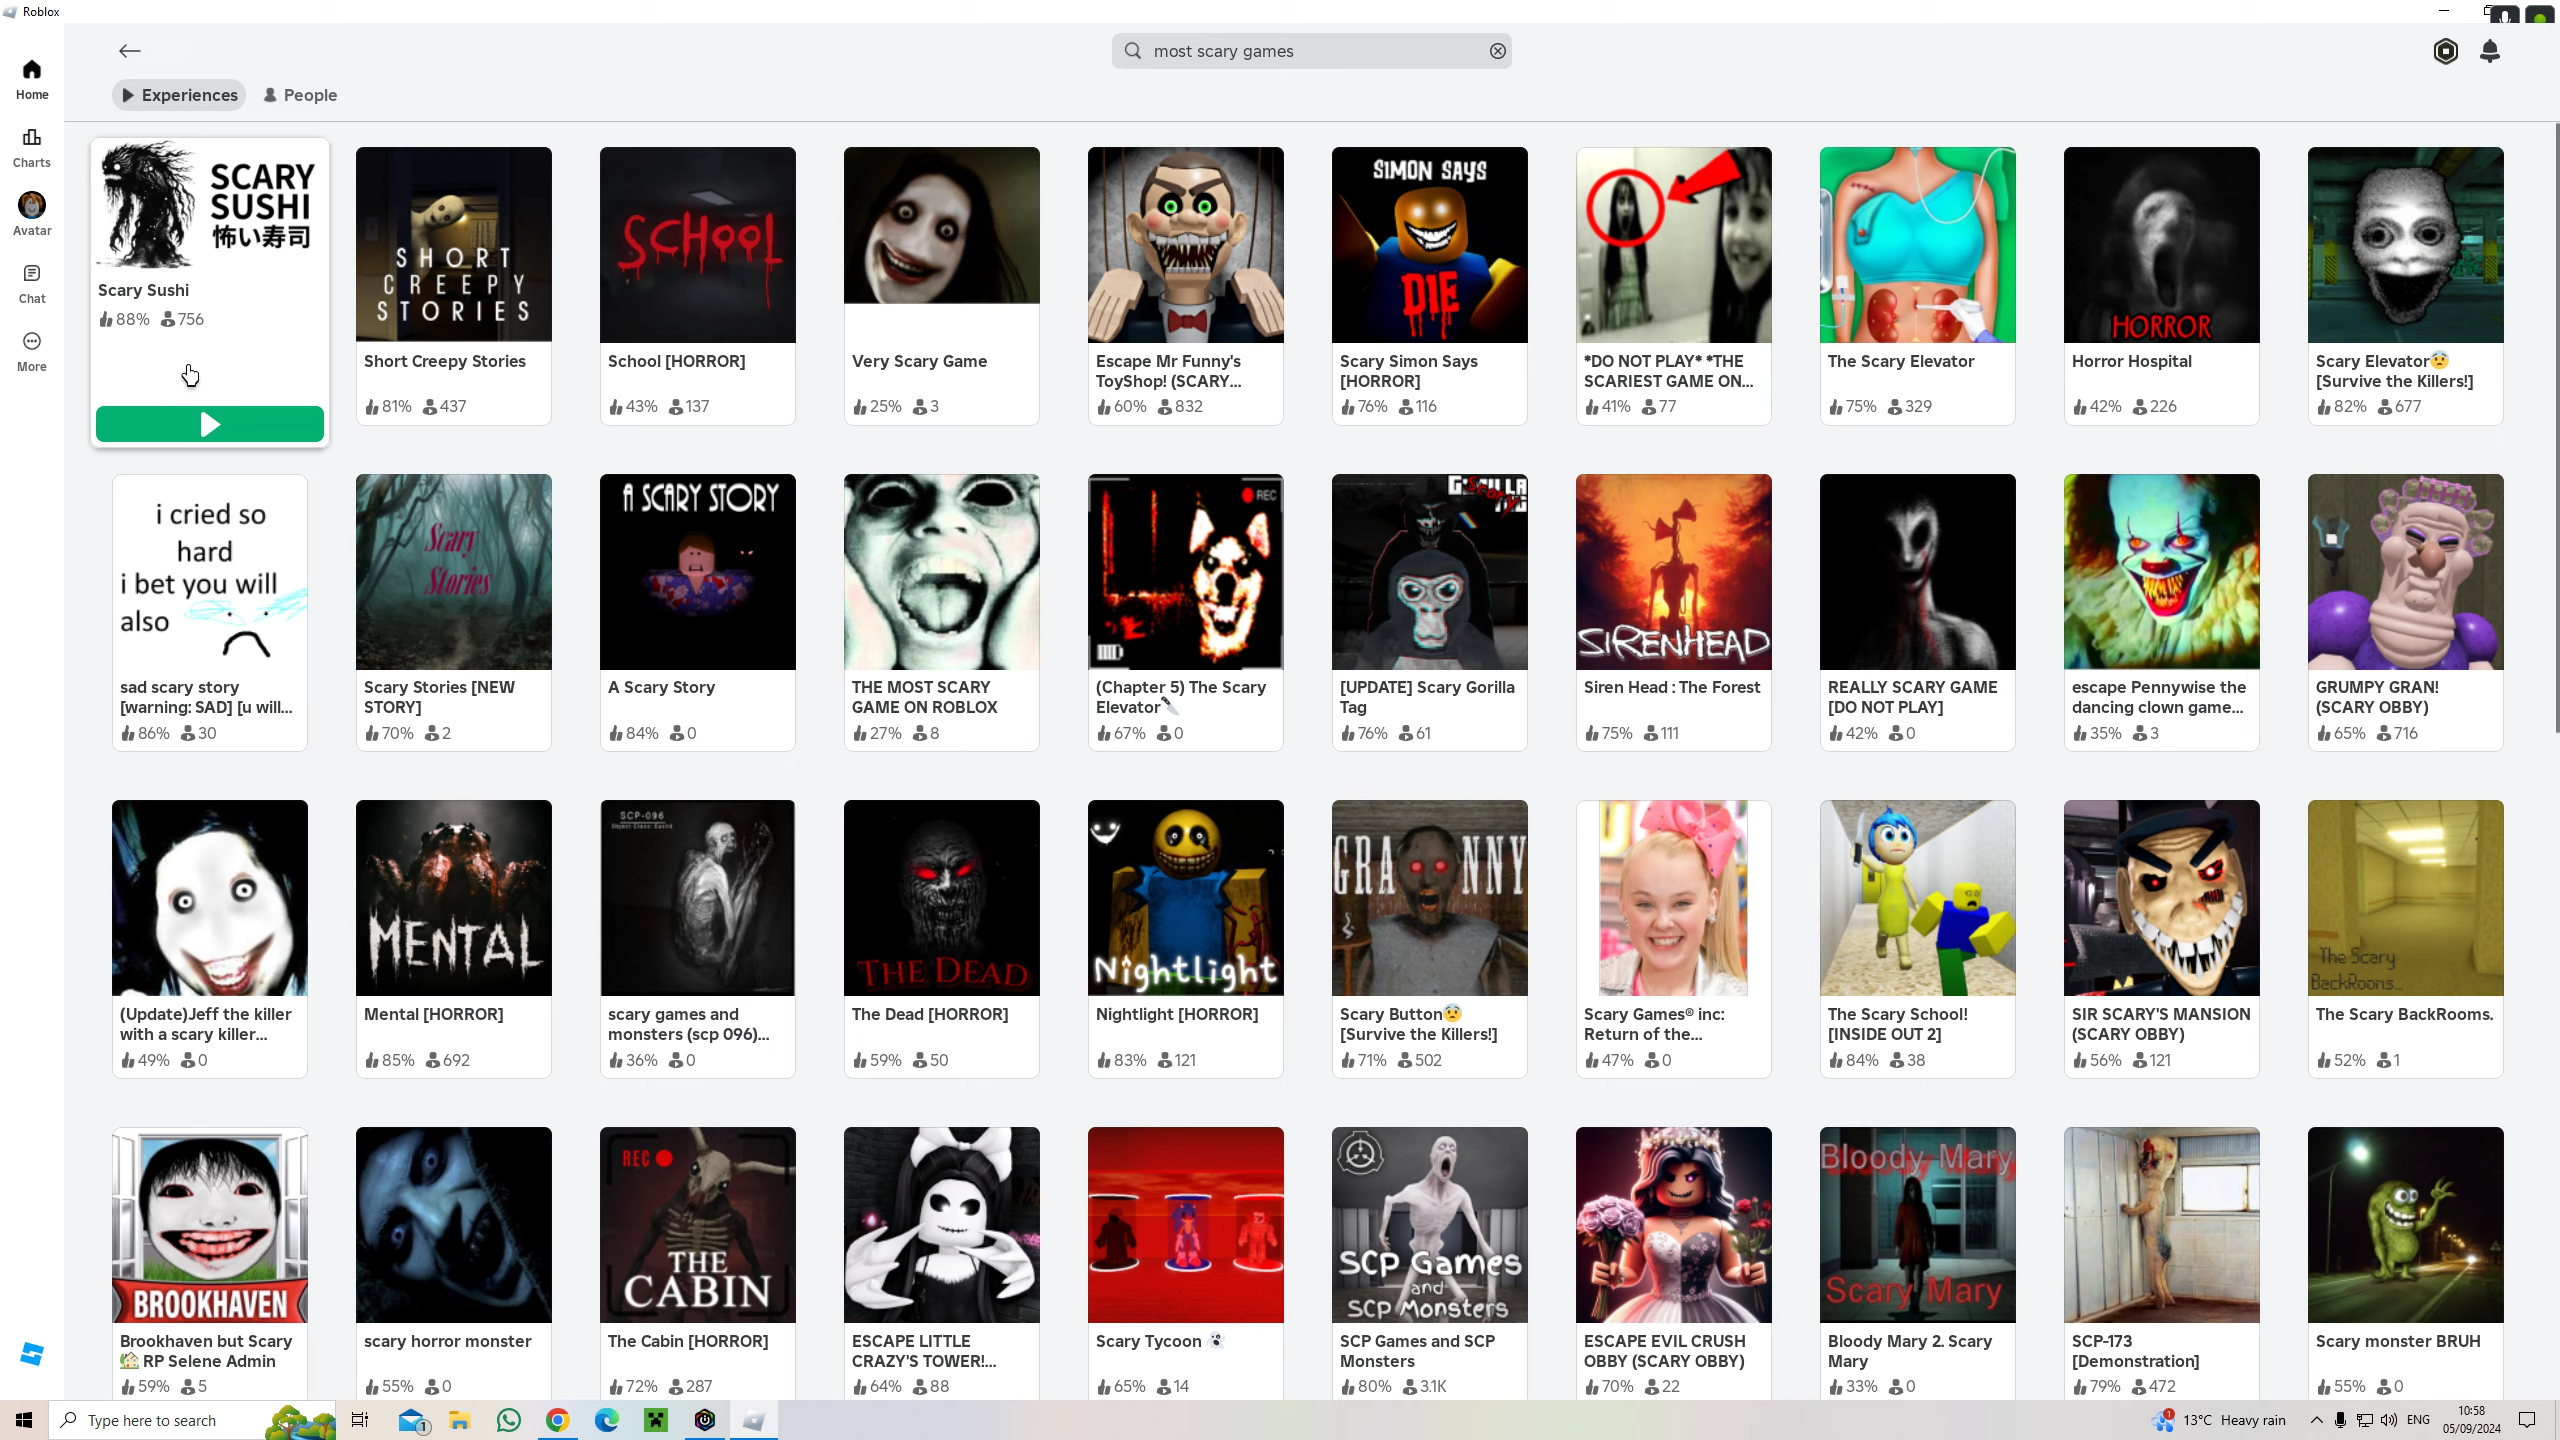 Roblox
most scary games
Home
Charts
Avatar
Chat
More
Experiences People
SCARY
SUSHI
怖い寿司
Scary Sushi
88% 756
SHORT
CREEPY
STORIES
Short Creepy Stories
81% 437
SCHOOL
School [HORROR]
43% 137
Very Scary Game
25% 3
Escape Mr Funny's
ToyShop! (SCARY...
60% 832
SIMON SAYS
DIE
Scary Simon Says
[HORROR]
76% 116
*DO NOT PLAY* *THE
SCARIEST GAME ON...
41% 77
The Scary Elevator
75% 329
HORROR
Horror Hospital
42% 226
Scary Elevator😨
[Survive the Killers!]
82% 677
i cried so
hard
i bet you will
also
sad scary story
[warning: SAD] [u will...
86% 30
Scary
Stories
Scary Stories [NEW
STORY]
70% 2
A SCARY STORY
A Scary Story
84% 0
THE MOST SCARY
GAME ON ROBLOX
27% 8
REC
(Chapter 5) The Scary
Elevator🔪
67% 0
Scary
[UPDATE] Scary Gorilla
Tag
76% 61
SIRENHEAD
Siren Head : The Forest
75% 111
REALLY SCARY GAME
[DO NOT PLAY]
42% 0
escape Pennywise the
dancing clown game...
35% 3
GRUMPY GRAN!
(SCARY OBBY)
65% 716
(Update)Jeff the killer
with a scary killer...
49% 0
MENTAL
Mental [HORROR]
85% 692
SCP-096
Object Class: Euclid
scary games and
monsters (scp 096)...
36% 0
THE DEAD
The Dead [HORROR]
59% 50
Nightlight
Nightlight [HORROR]
83% 121
GRANNY
Scary Button😨
[Survive the Killers!]
71% 502
Scary Games® inc:
Return of the...
47% 0
The Scary School!
[INSIDE OUT 2]
84% 38
SIR SCARY'S MANSION
(SCARY OBBY)
56% 121
The Scary
BackRooms...
The Scary BackRooms.
52% 1
BROOKHAVEN
Brookhaven but Scary
🏡 RP Selene Admin
59% 5
scary horror monster
55% 0
REC
THE
CABIN
The Cabin [HORROR]
72% 287
ESCAPE LITTLE
CRAZY'S TOWER!...
64% 88
Scary Tycoon 👻
65% 14
SCP Games
and
SCP Monsters
SCP Games and SCP
Monsters
80% 3.1K
ESCAPE EVIL CRUSH
OBBY (SCARY OBBY)
70% 22
Bloody Mary
Scary Mary
Bloody Mary 2. Scary
Mary
33% 0
SCP-173
[Demonstration]
79% 472
Scary monster BRUH
55% 0
Type here to search
1
1
13°C Heavy rain
ENG
10:58
05/09/2024